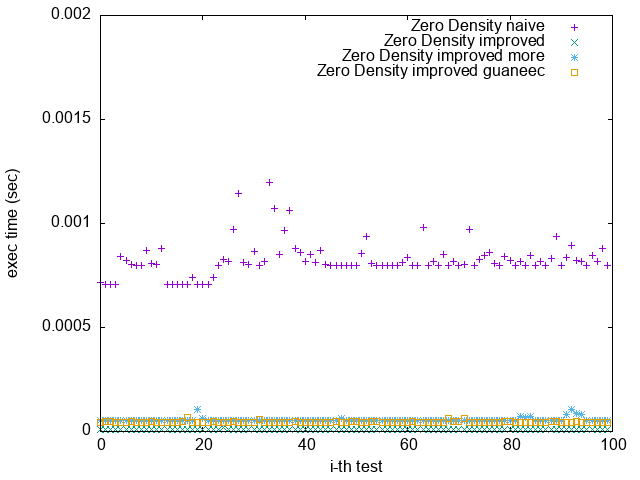 0.002
Zero Density naive
Zero Density improved
Zero Density improved more
Zero Density improved guaneec
0.0015
0.001
0.0005
0
exec time (sec)
0 20 40 60 80 100
i-th test